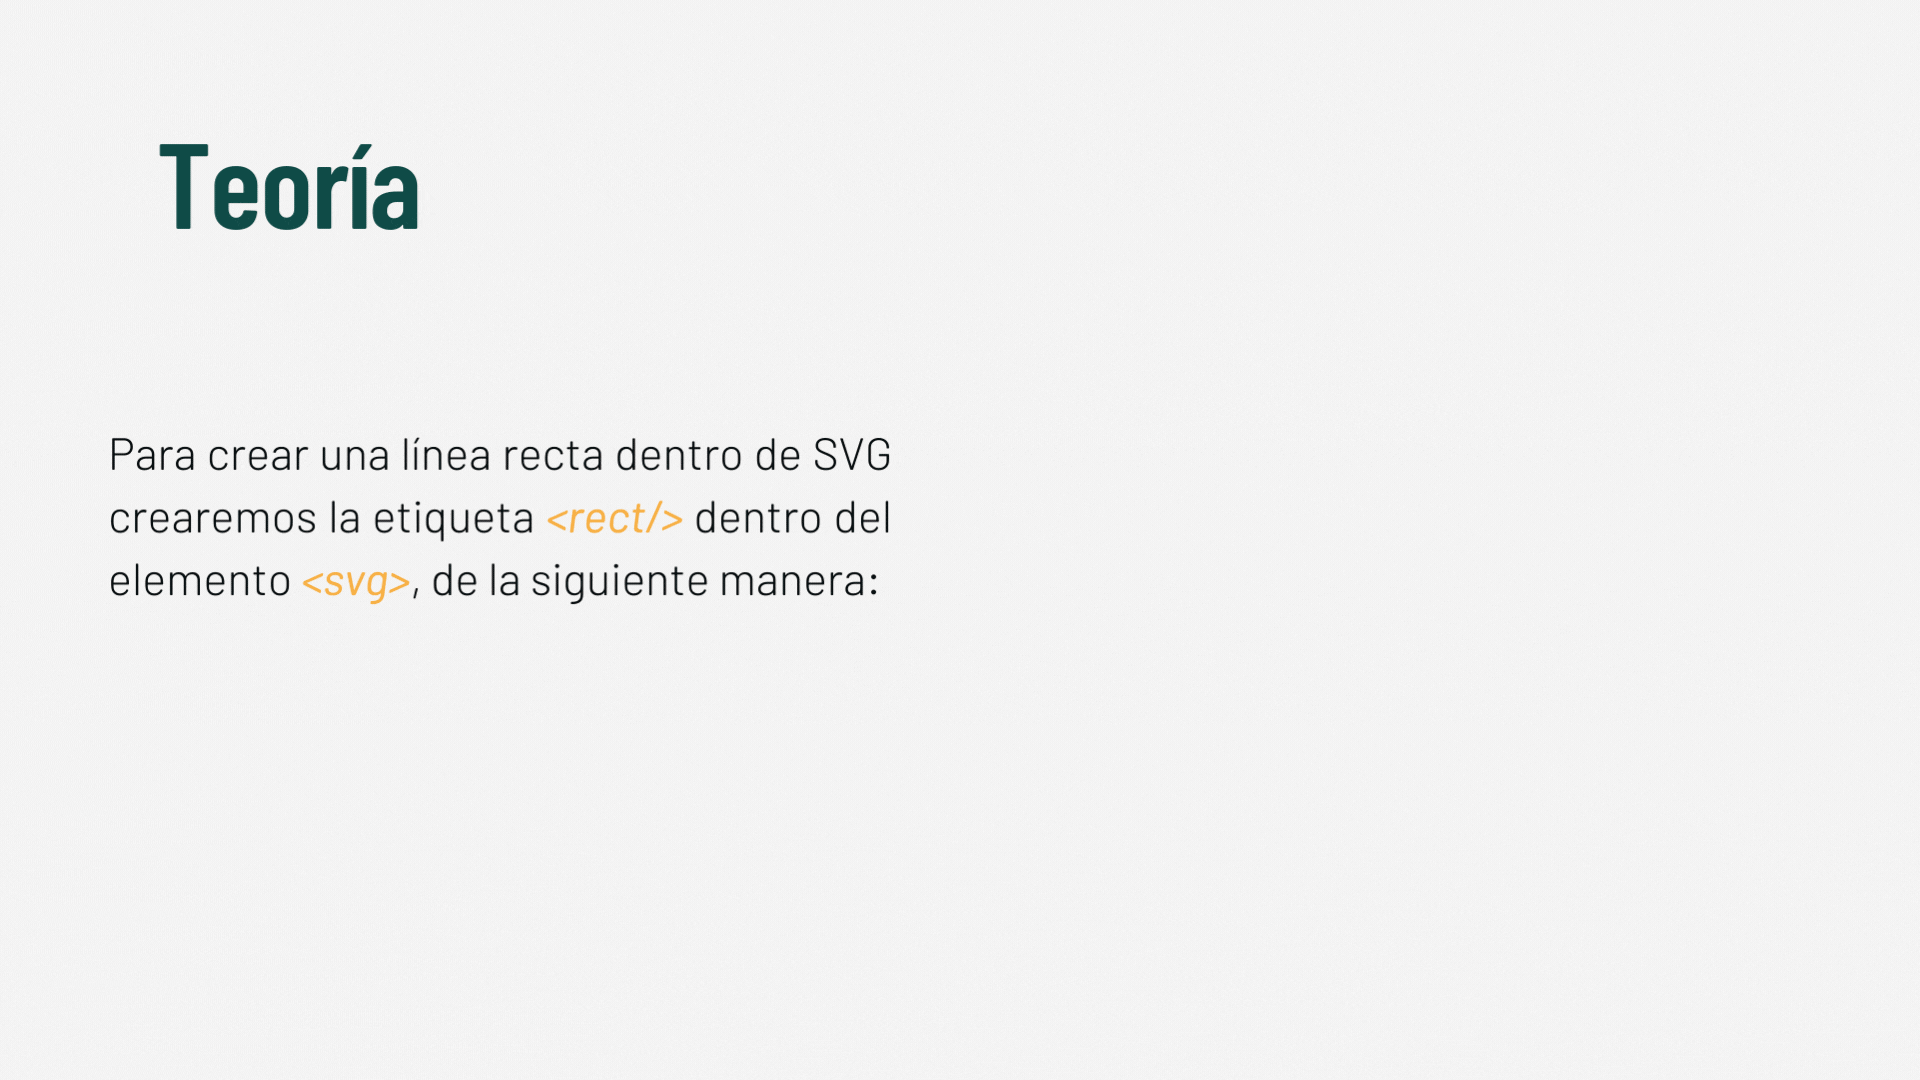 Teoría
Para crear una línea recta dentro de SVG
crearemos la etiqueta <rect/> dentro del
elemento <svg>, de la siguiente manera: